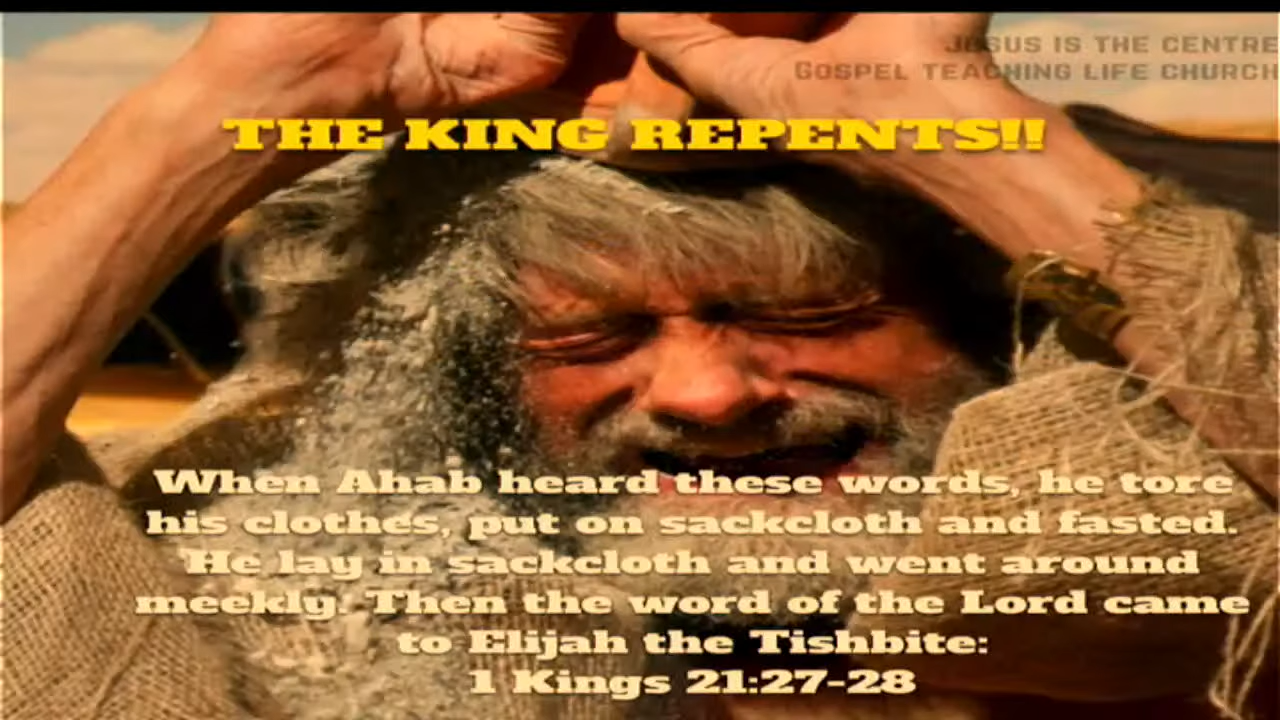 JESUS IS THE CENTRE
GOSPEL TEACHING LIFE CHURCH
THE KING REPENTS!!
When Ahab heard these words, he tore
his clothes, put on sackcloth and fasted.
He lay in sackcloth and went around
meekly. Then the word of the Lord came
to Elijah the Tishbite:
1 Kings 21:27-28